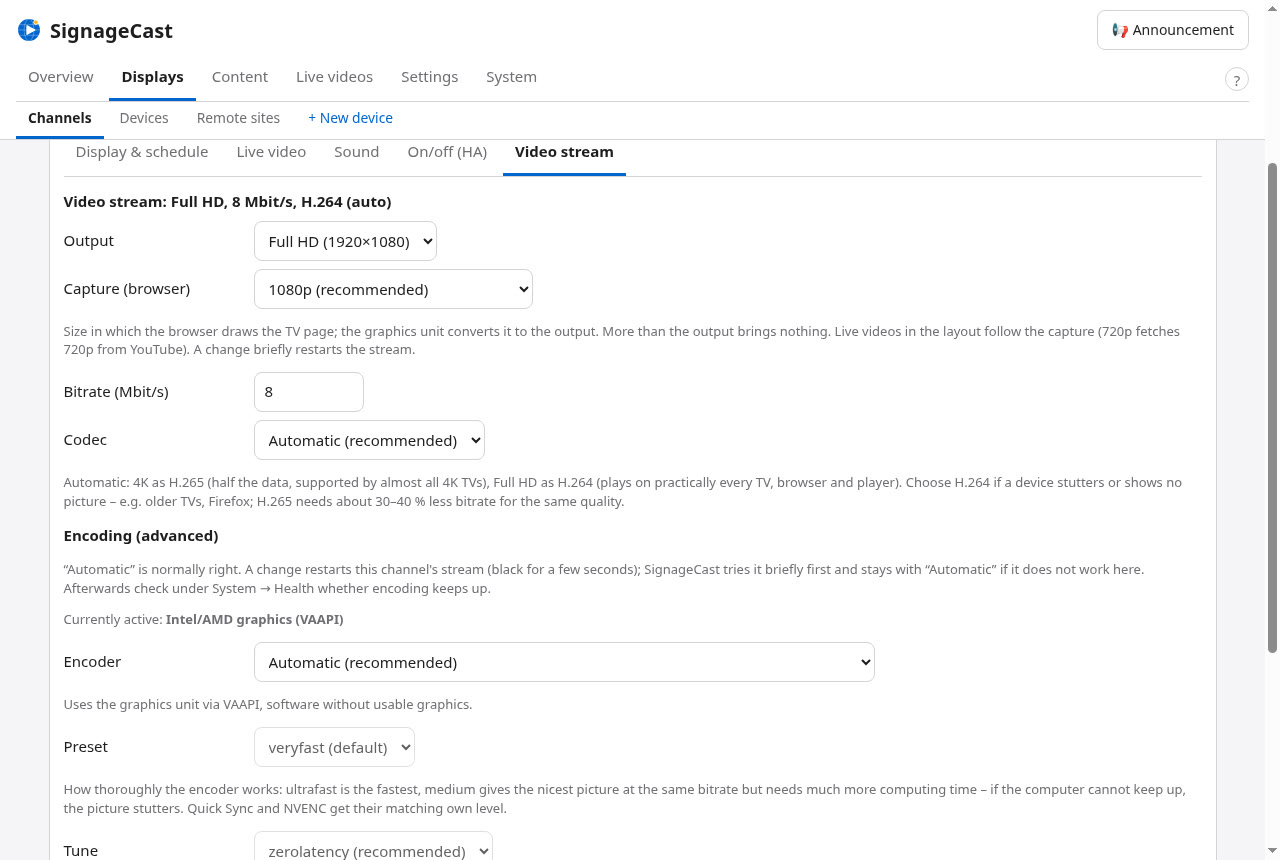 SignageCast
📢 Announcement
Overview Displays Content Live videos Settings System ?
Channels Devices Remote sites + New device
Display & schedule Live video Sound On/off (HA) Video stream
Video stream: Full HD, 8 Mbit/s, H.264 (auto)
Output Full HD (1920×1080)
Capture (browser) 1080p (recommended)
Size in which the browser draws the TV page; the graphics unit converts it to the output. More than the output brings nothing. Live videos in the layout follow the capture (720p fetches
720p from YouTube). A change briefly restarts the stream.
Bitrate (Mbit/s) 8
Codec Automatic (recommended)
Automatic: 4K as H.265 (half the data, supported by almost all 4K TVs), Full HD as H.264 (plays on practically every TV, browser and player). Choose H.264 if a device stutters or shows no
picture – e.g. older TVs, Firefox; H.265 needs about 30–40 % less bitrate for the same quality.
Encoding (advanced)
“Automatic” is normally right. A change restarts this channel's stream (black for a few seconds); SignageCast tries it briefly first and stays with “Automatic” if it does not work here.
Afterwards check under System → Health whether encoding keeps up.
Currently active: Intel/AMD graphics (VAAPI)
Encoder Automatic (recommended)
Uses the graphics unit via VAAPI, software without usable graphics.
Preset veryfast (default)
How thoroughly the encoder works: ultrafast is the fastest, medium gives the nicest picture at the same bitrate but needs much more computing time – if the computer cannot keep up,
the picture stutters. Quick Sync and NVENC get their matching own level.
Tune zerolatency (recommended)